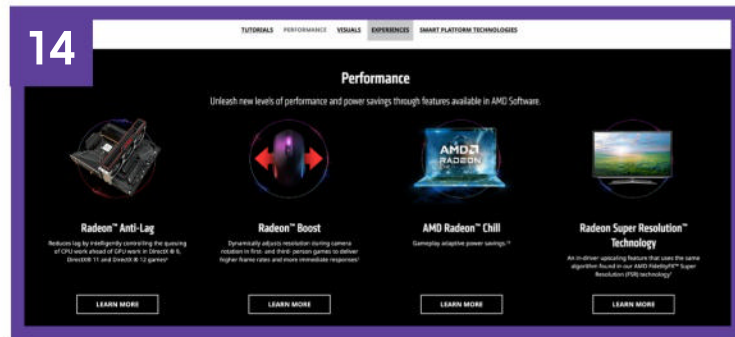 14
TUTORIALS PERFORMANCE VISUALS EXPERIENCES SMART PLATFORM TECHNOLOGIES
Performance
Unleash new levels of performance and power savings through features available in AMD Software.
AMD
RADEON
Radeon™ Anti-Lag
Reduces lag by intelligently controlling the queuing
of CPU work ahead of GPU work in DirectX ® 9,
DirectX® 11 and DirectX ® 12 games
LEARN MORE
Radeon™ Boost
Dynamically adjusts resolution during camera
rotation in first- and third- person games to deliver
higher frame rates and more immediate responses
LEARN MORE
AMD Radeon™ Chill
Gameplay adaptive power savings.
LEARN MORE
Radeon Super Resolution™
Technology
An in-driver upscaling feature that uses the same
algorithm found in our AMD FidelityFX™ Super
Resolution (FSR) technology
LEARN MORE